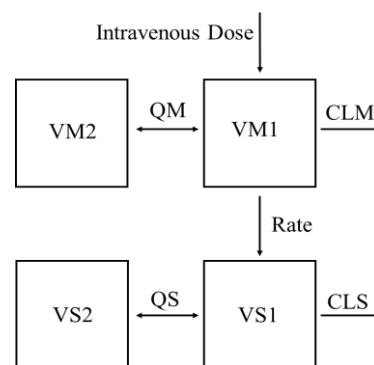 Intravenous Dose
VM2
QM
VM1
CLM
Rate
VS2
QS
VS1
CLS